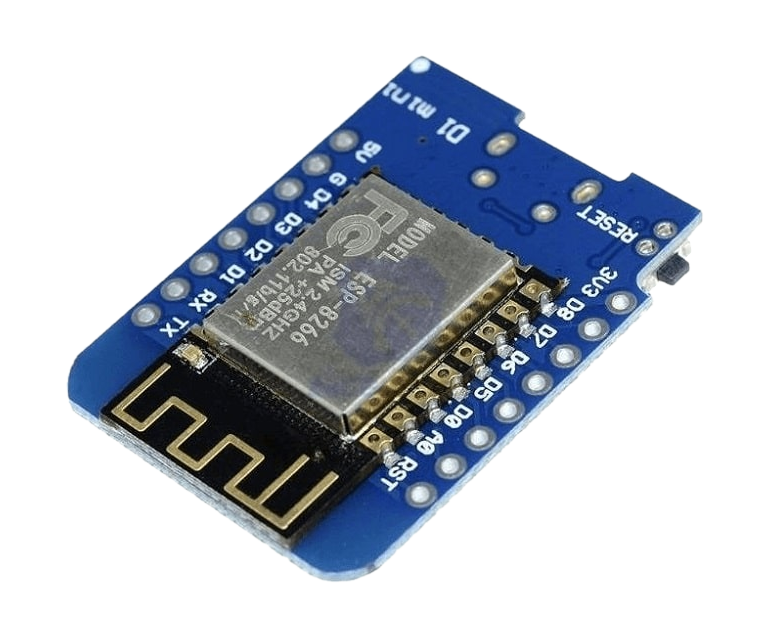 D1 mini
5V
G
D4
D3
D2
D1
RX
TX
FC
MODEL ESP-8266
ISM 2.4GHZ
PA +25dBm
802.11b/g/n
RESET
3V3
D8
D7
D6
D5
D0
A0
RST